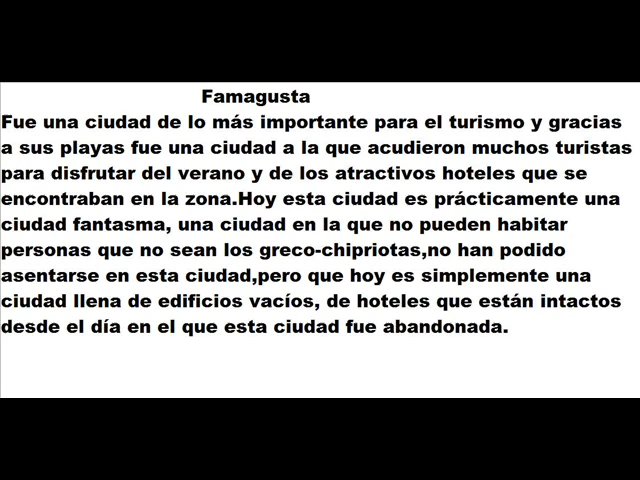 Famagusta
Fue una ciudad de lo más importante para el turismo y gracias
a sus playas fue una ciudad a la que acudieron muchos turistas
para disfrutar del verano y de los atractivos hoteles que se
encontraban en la zona.Hoy esta ciudad es prácticamente una
ciudad fantasma, una ciudad en la que no pueden habitar
personas que no sean los greco-chipriotas,no han podido
asentarse en esta ciudad,pero que hoy es simplemente una
ciudad llena de edificios vacíos, de hoteles que están intactos
desde el día en el que esta ciudad fue abandonada.